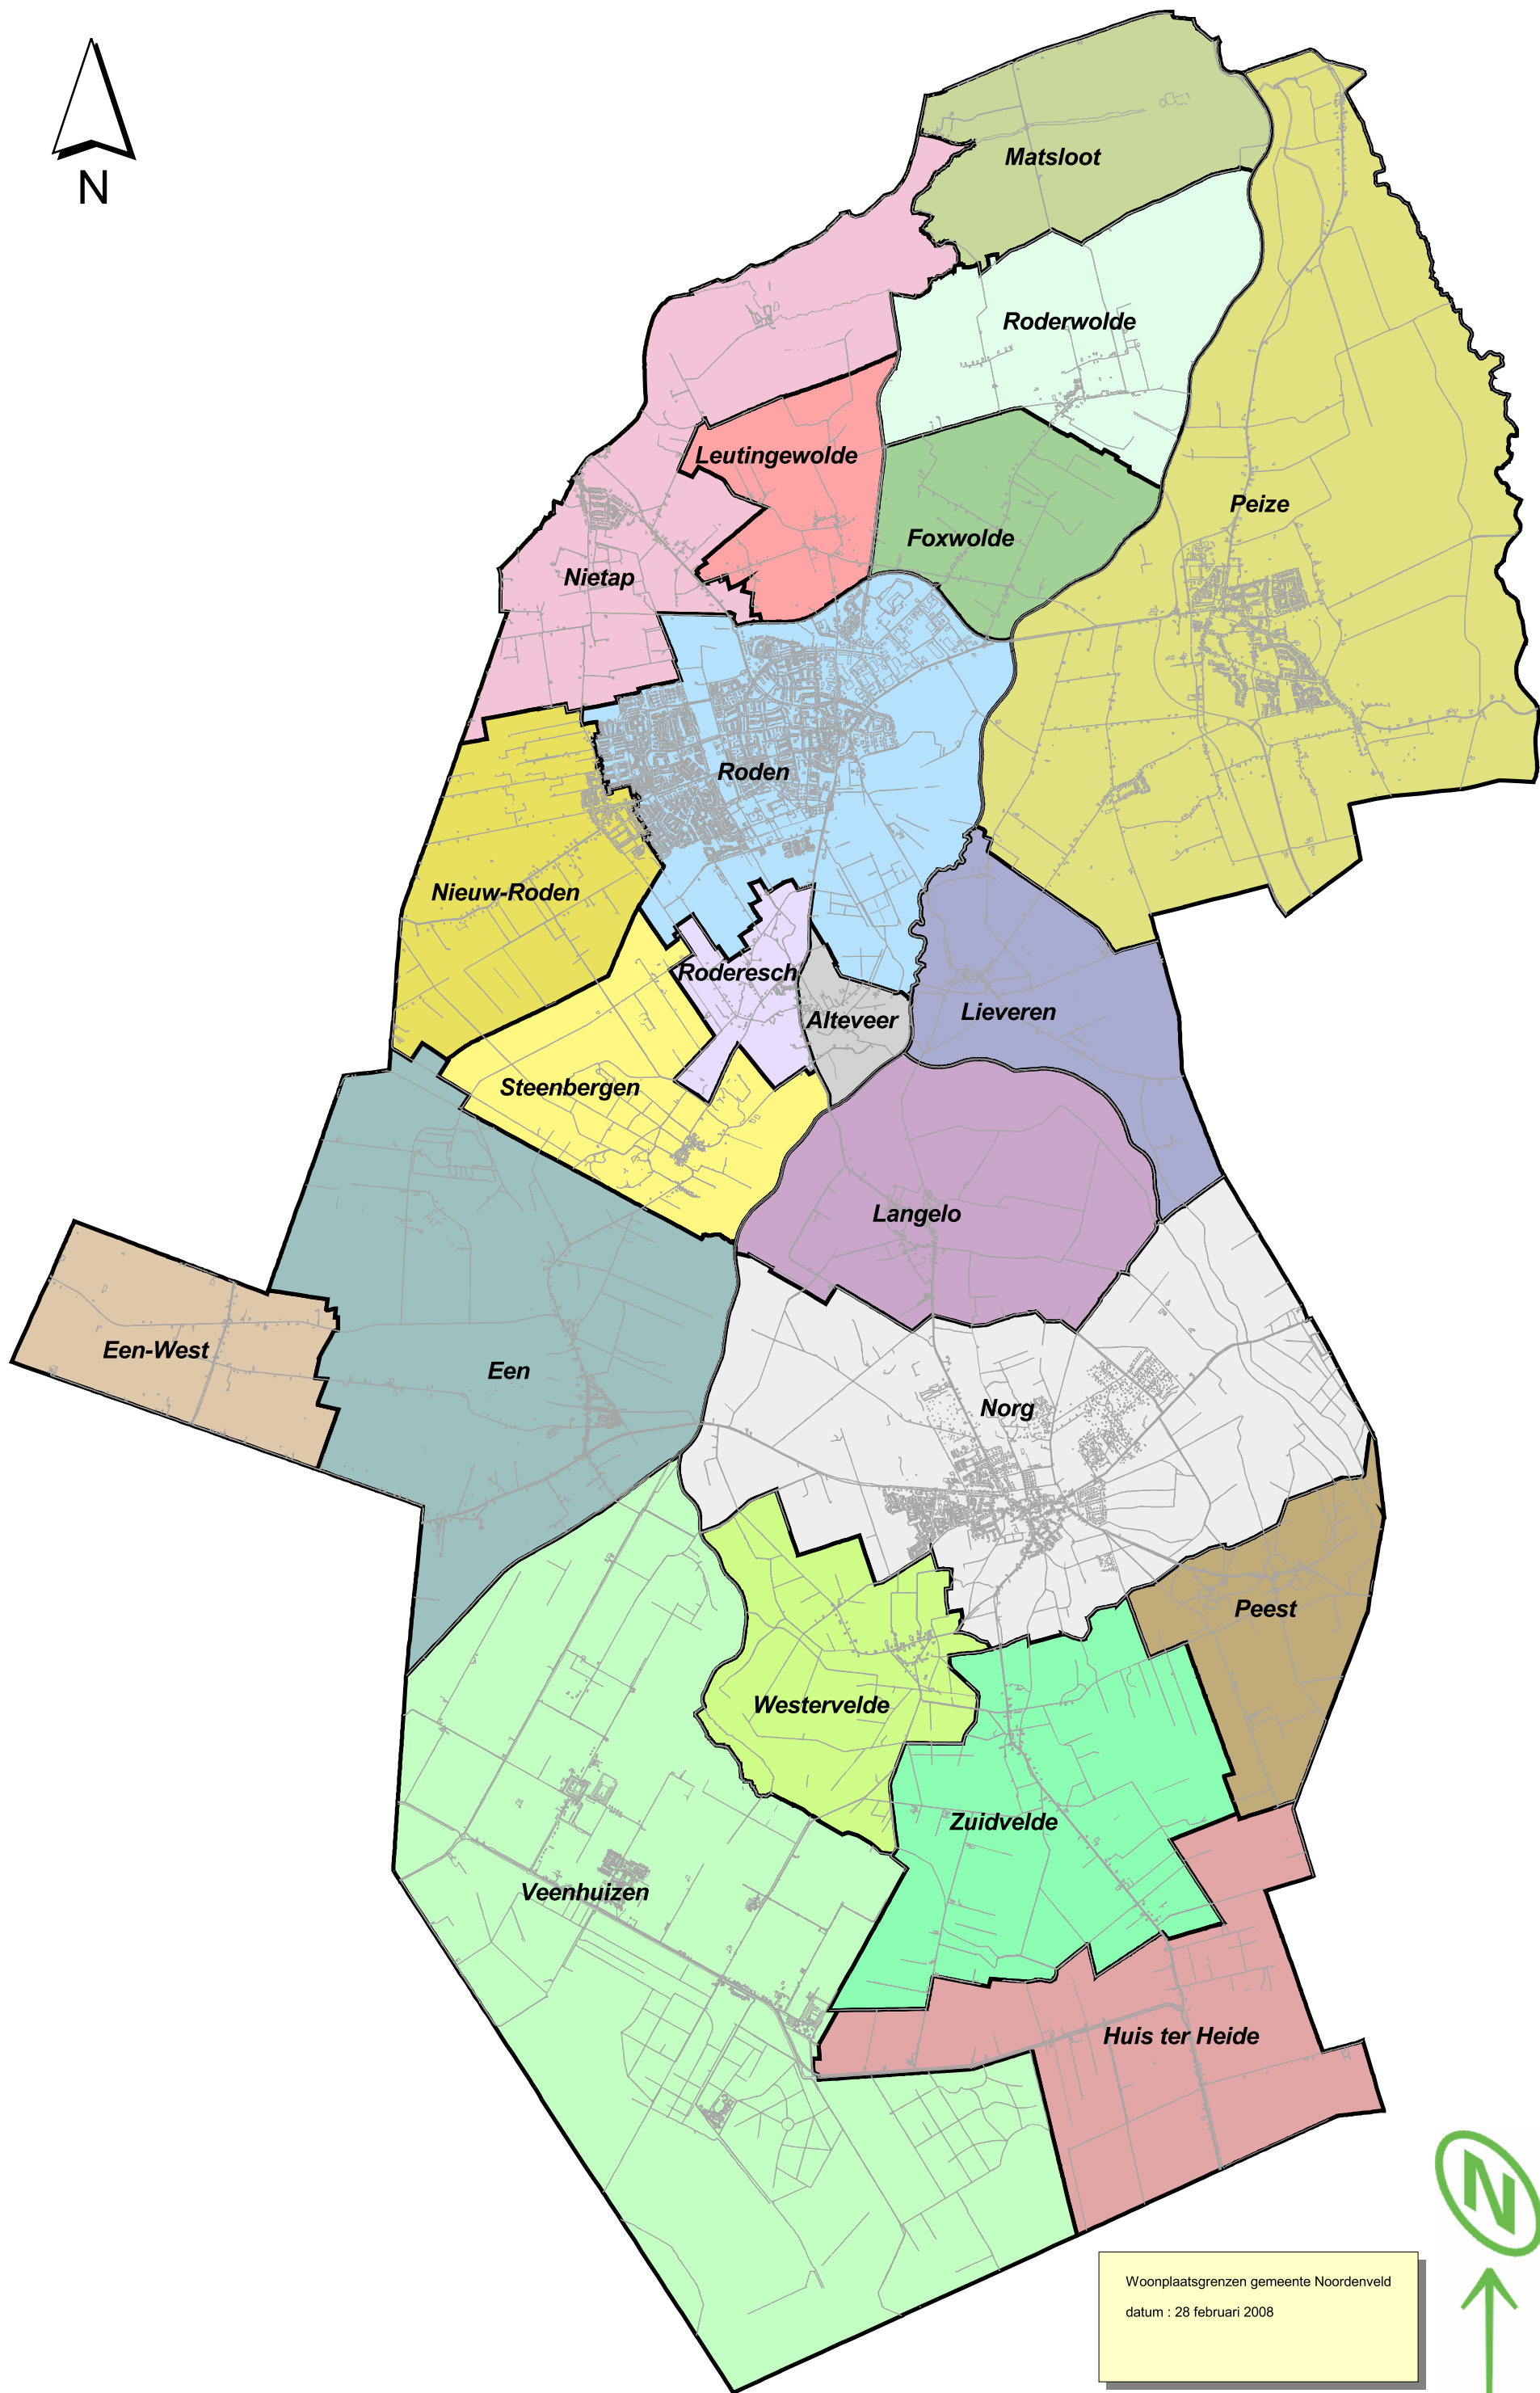 N
Matsloot
Roderwolde
Leutingewolde
Peize
Foxwolde
Nietap
Roden
Nieuw-Roden
Roderesch
Lieveren
Alteveer
Steenbergen
Langelo
Een-West
Een
Norg
Peest
Westervelde
Zuidvelde
Veenhuizen
Huis ter Heide
N
Woonplaatsgrenzen gemeente Noordenveld
datum : 28 februari 2008